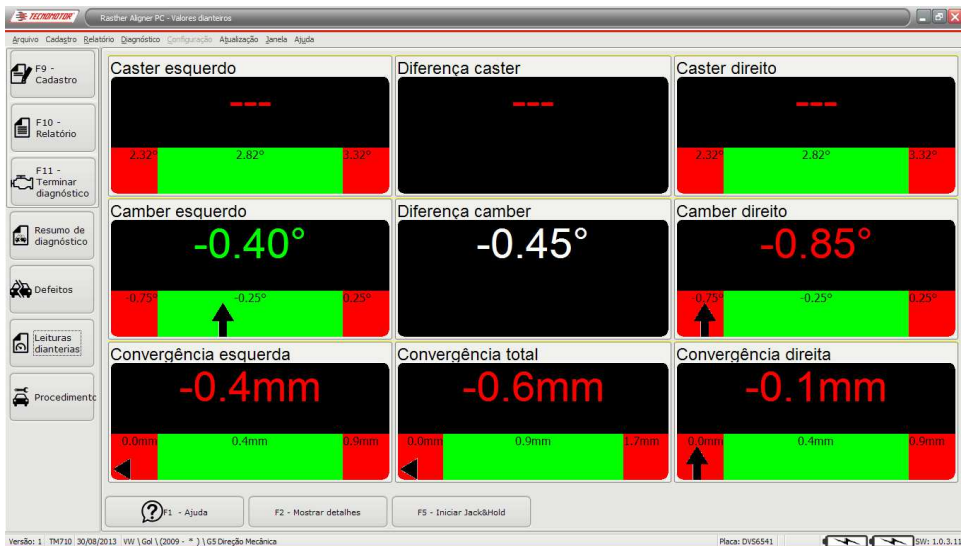 TECNOMOTOR Rasther Aligner PC - Valores dianteiros
Arquivo Cadastro Relatório Diagnóstico Configuração Atualização Janela Ajuda
F9 -
Cadastro
F10 -
Relatório
F11 -
Terminar
diagnóstico
Resumo de
diagnóstico
Defeitos
Leituras
dianterias
Procedimento
Caster esquerdo
---
2.32° 2.82° 3.32°
Diferença caster
---
Caster direito
---
2.32° 2.82° 3.32°
Camber esquerdo
-0.40°
-0.75° -0.25° 0.25°
Diferença camber
-0.45°
Camber direito
-0.85°
-0.75° -0.25° 0.25°
Convergência esquerda
-0.4mm
0.0mm 0.4mm 0.9mm
Convergência total
-0.6mm
0.0mm 0.9mm 1.7mm
Convergência direita
-0.1mm
0.0mm 0.4mm 0.9mm
F1 - Ajuda F2 - Mostrar detalhes F5 - Iniciar Jack&Hold
Versão: 1 TM710 30/08/2013 VW \ Gol \ (2009 - * ) \ G5 Direção Mecânica Placa: DVS6541 SW: 1.0.3.11